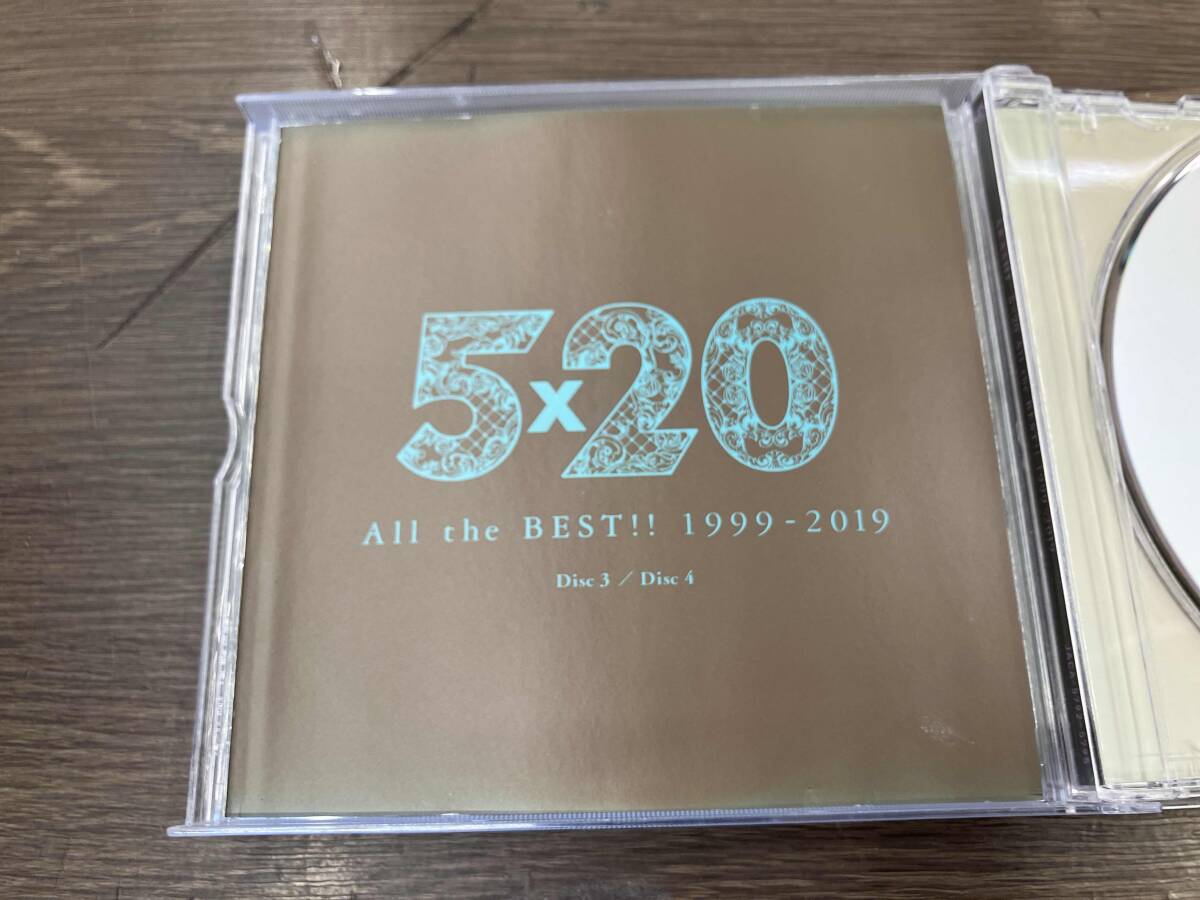 5x20
All the BEST!! 1999-2019
Disc 3 / Disc 4